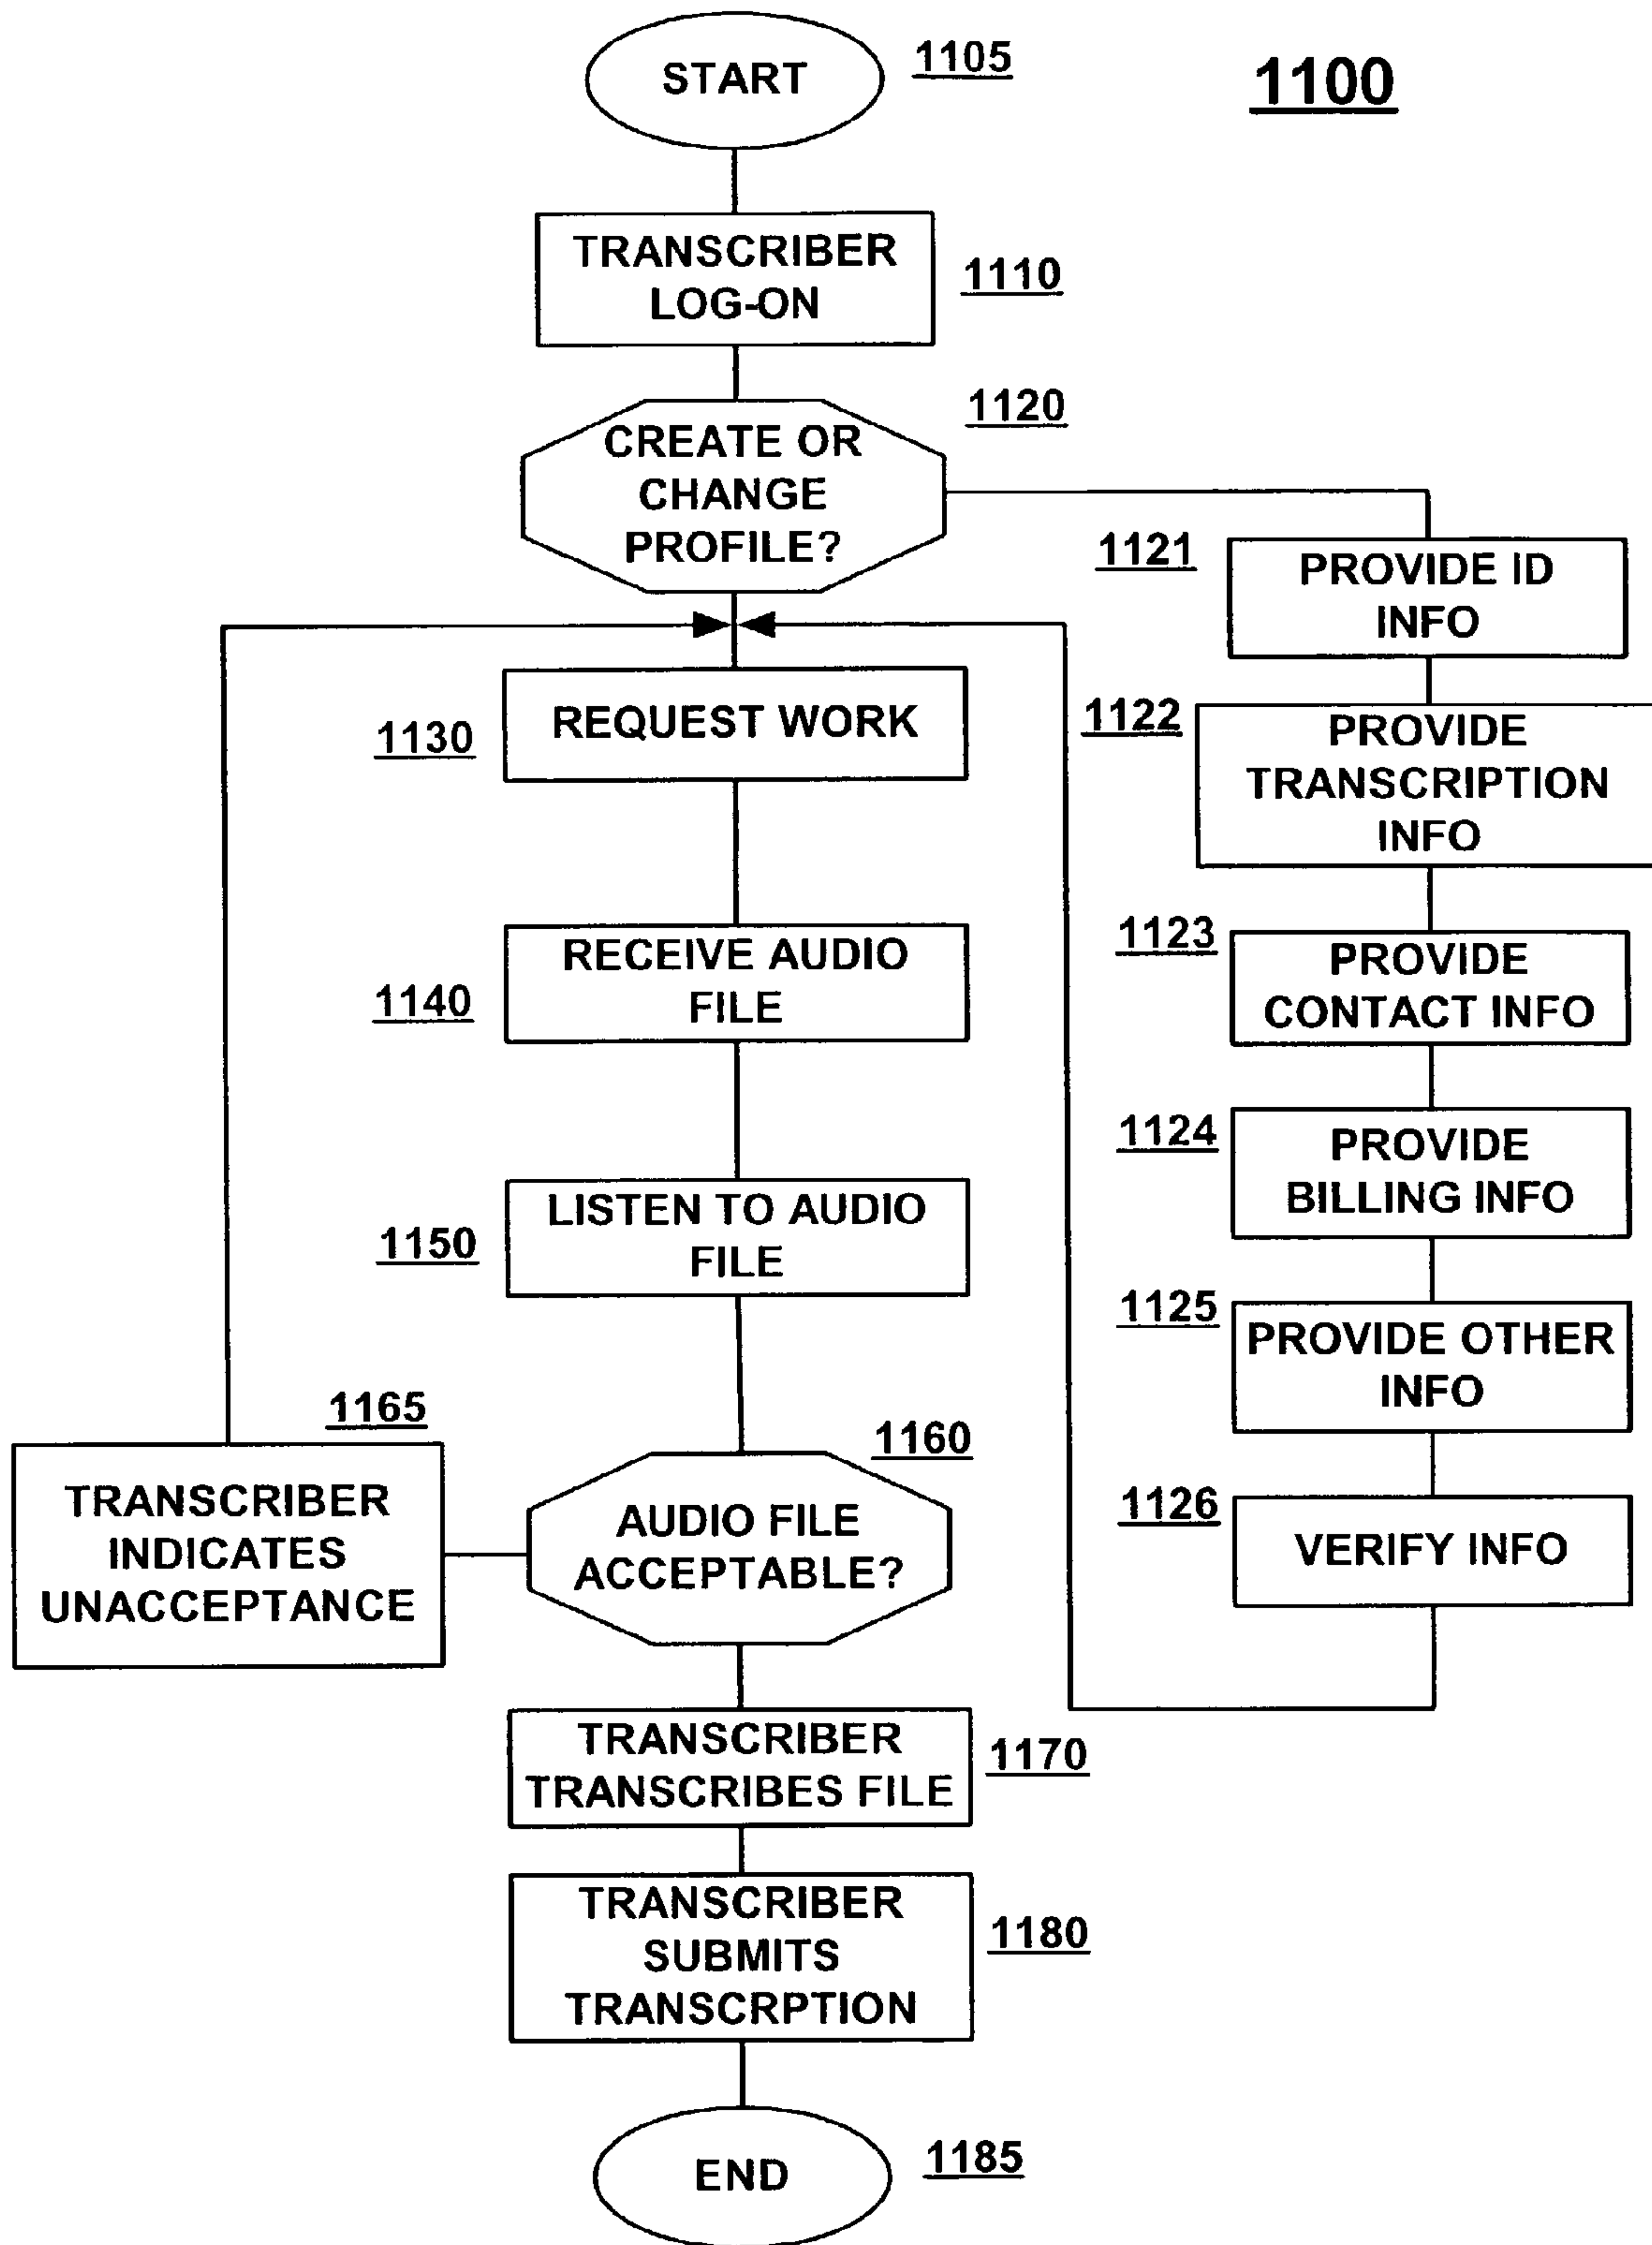 START
1105
1100
TRANSCRIBER
LOG-ON
1110
CREATE OR
CHANGE
PROFILE?
1120
1121
PROVIDE ID
INFO
1122
PROVIDE
TRANSCRIPTION
INFO
1123
PROVIDE
CONTACT INFO
1124
PROVIDE
BILLING INFO
1125
PROVIDE OTHER
INFO
1126
VERIFY INFO
1130
REQUEST WORK
1140
RECEIVE AUDIO
FILE
1150
LISTEN TO AUDIO
FILE
1160
AUDIO FILE
ACCEPTABLE?
1165
TRANSCRIBER
INDICATES
UNACCEPTANCE
TRANSCRIBER
TRANSCRIBES FILE
1170
TRANSCRIBER
SUBMITS
TRANSCRPTION
1180
END
1185